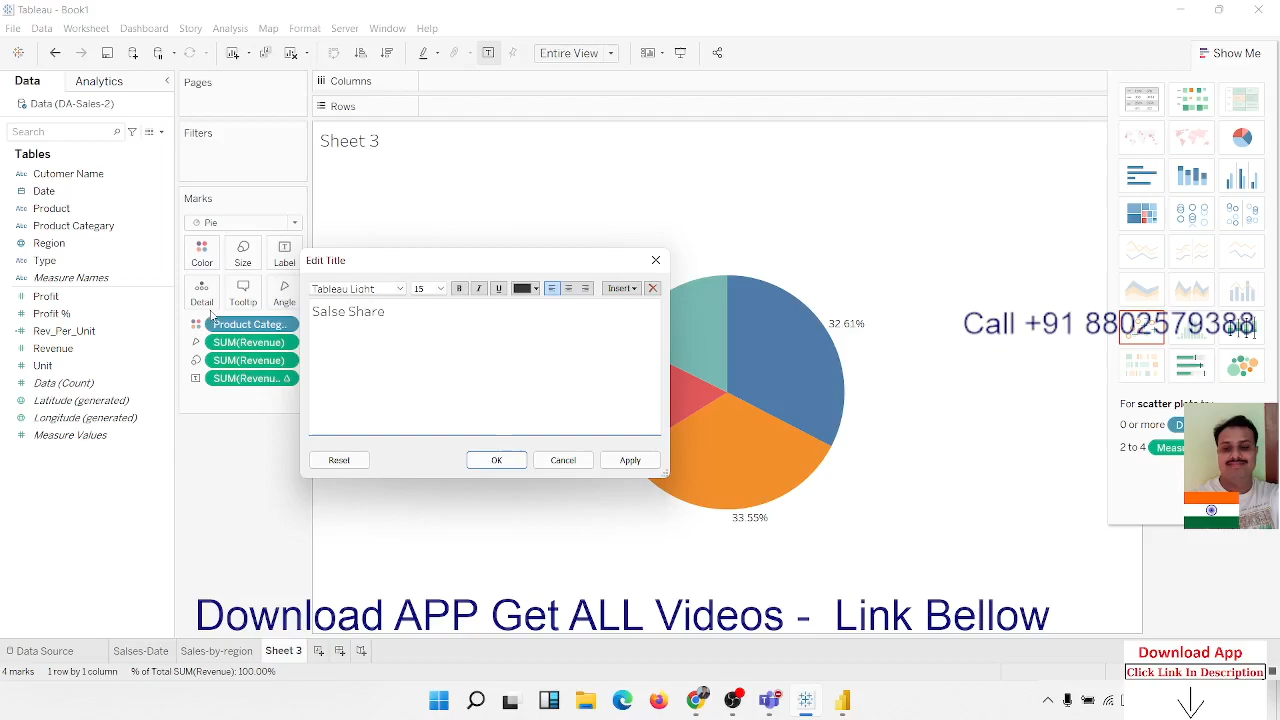 Tableau - Book1
File Data Worksheet Dashboard Story Analysis Map Format Server Window Help
Entire View
Show Me
Data Analytics
Pages
Columns
Data (DA-Sales-2)
Rows
Search
Filters
Sheet 3
Tables
Cutomer Name
Date
Product
Product Category
Region
Type
Measure Names
Profit
Profit %
Rev_Per_Unit
Revenue
Unit
Data (Count)
Latitude (generated)
Longitude (generated)
Measure Values
Marks
Pie
Color Size Label
Detail Tooltip Angle
Product Categ..
SUM(Revenue)
SUM(Revenue)
SUM(Revenu..
Edit Title
Tableau Light 15 B I U Insert
Salse Share
Reset OK Cancel Apply
32 61%
33.55%
Call +91 8802579388
For scatter plots try
0 or more D
2 to 4 Measu
Download APP Get ALL Videos - Link Bellow
Data Source Salses-Date Sales-by-region Sheet 3
4 marks 1 row by 1 column % of Total SUM(Revenue): 100.00%
Download App
Click Link In Description